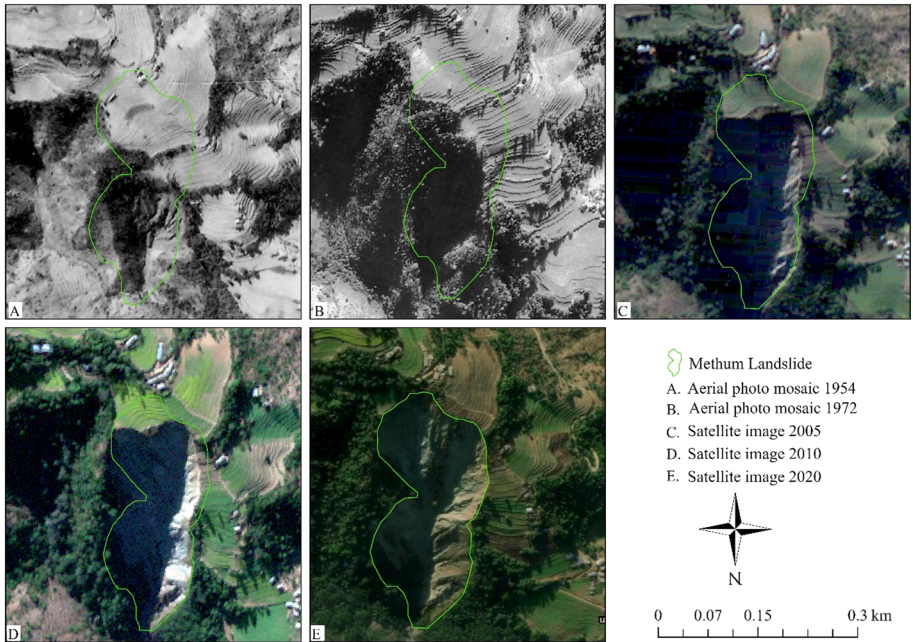 A
B
C
D
E
u
Methum Landslide
A. Aerial photo mosaic 1954
B. Aerial photo mosaic 1972
C. Satellite image 2005
D. Satellite image 2010
E. Satellite image 2020
N
0 0.07 0.15 0.3 km